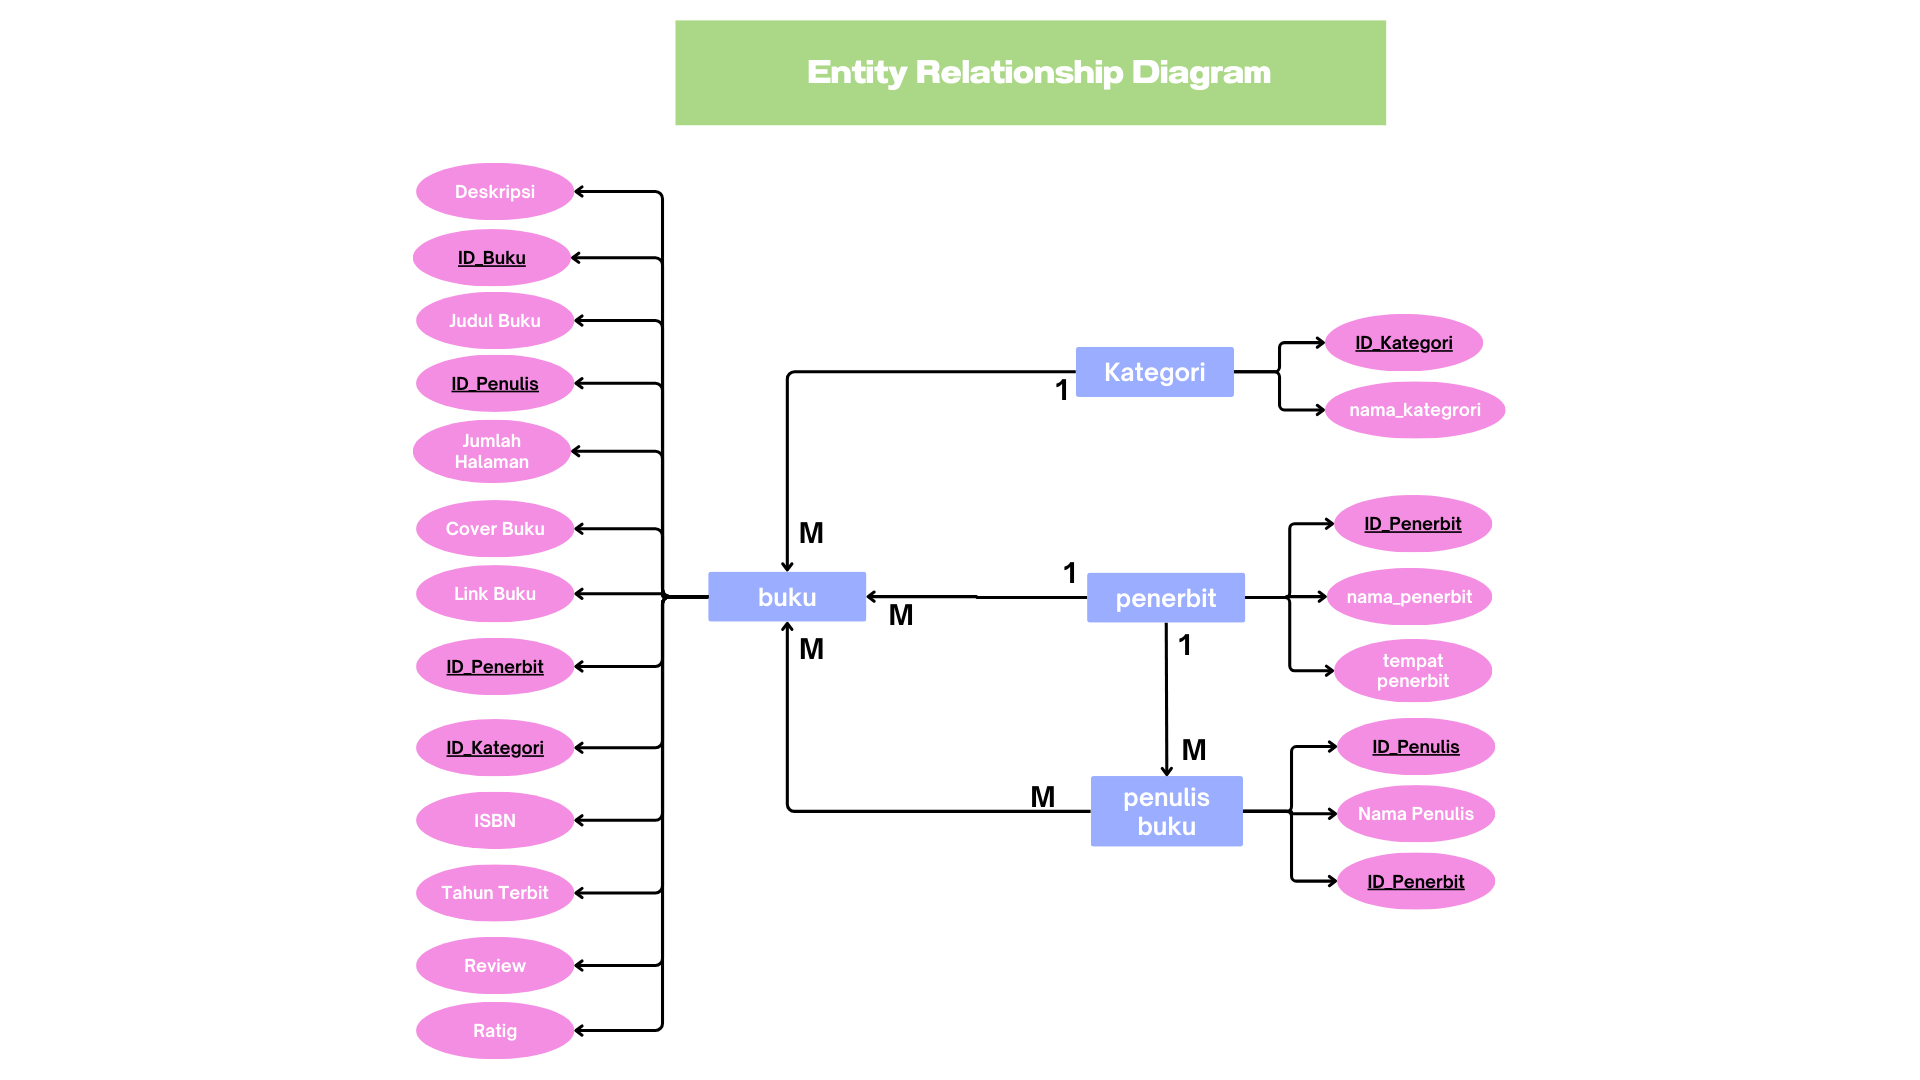 Entity Relationship Diagram
Deskripsi
ID_Buku
Judul Buku
ID_Penulis
Jumlah
Halaman
Cover Buku
Link Buku
ID_Penerbit
ID_Kategori
ISBN
Tahun Terbit
Review
Ratig
buku
M
M
M
1
Kategori
ID_Kategori
nama_kategrori
1
penerbit
1
ID_Penerbit
nama_penerbit
tempat
penerbit
M
M
penulis
buku
ID_Penulis
Nama Penulis
ID_Penerbit